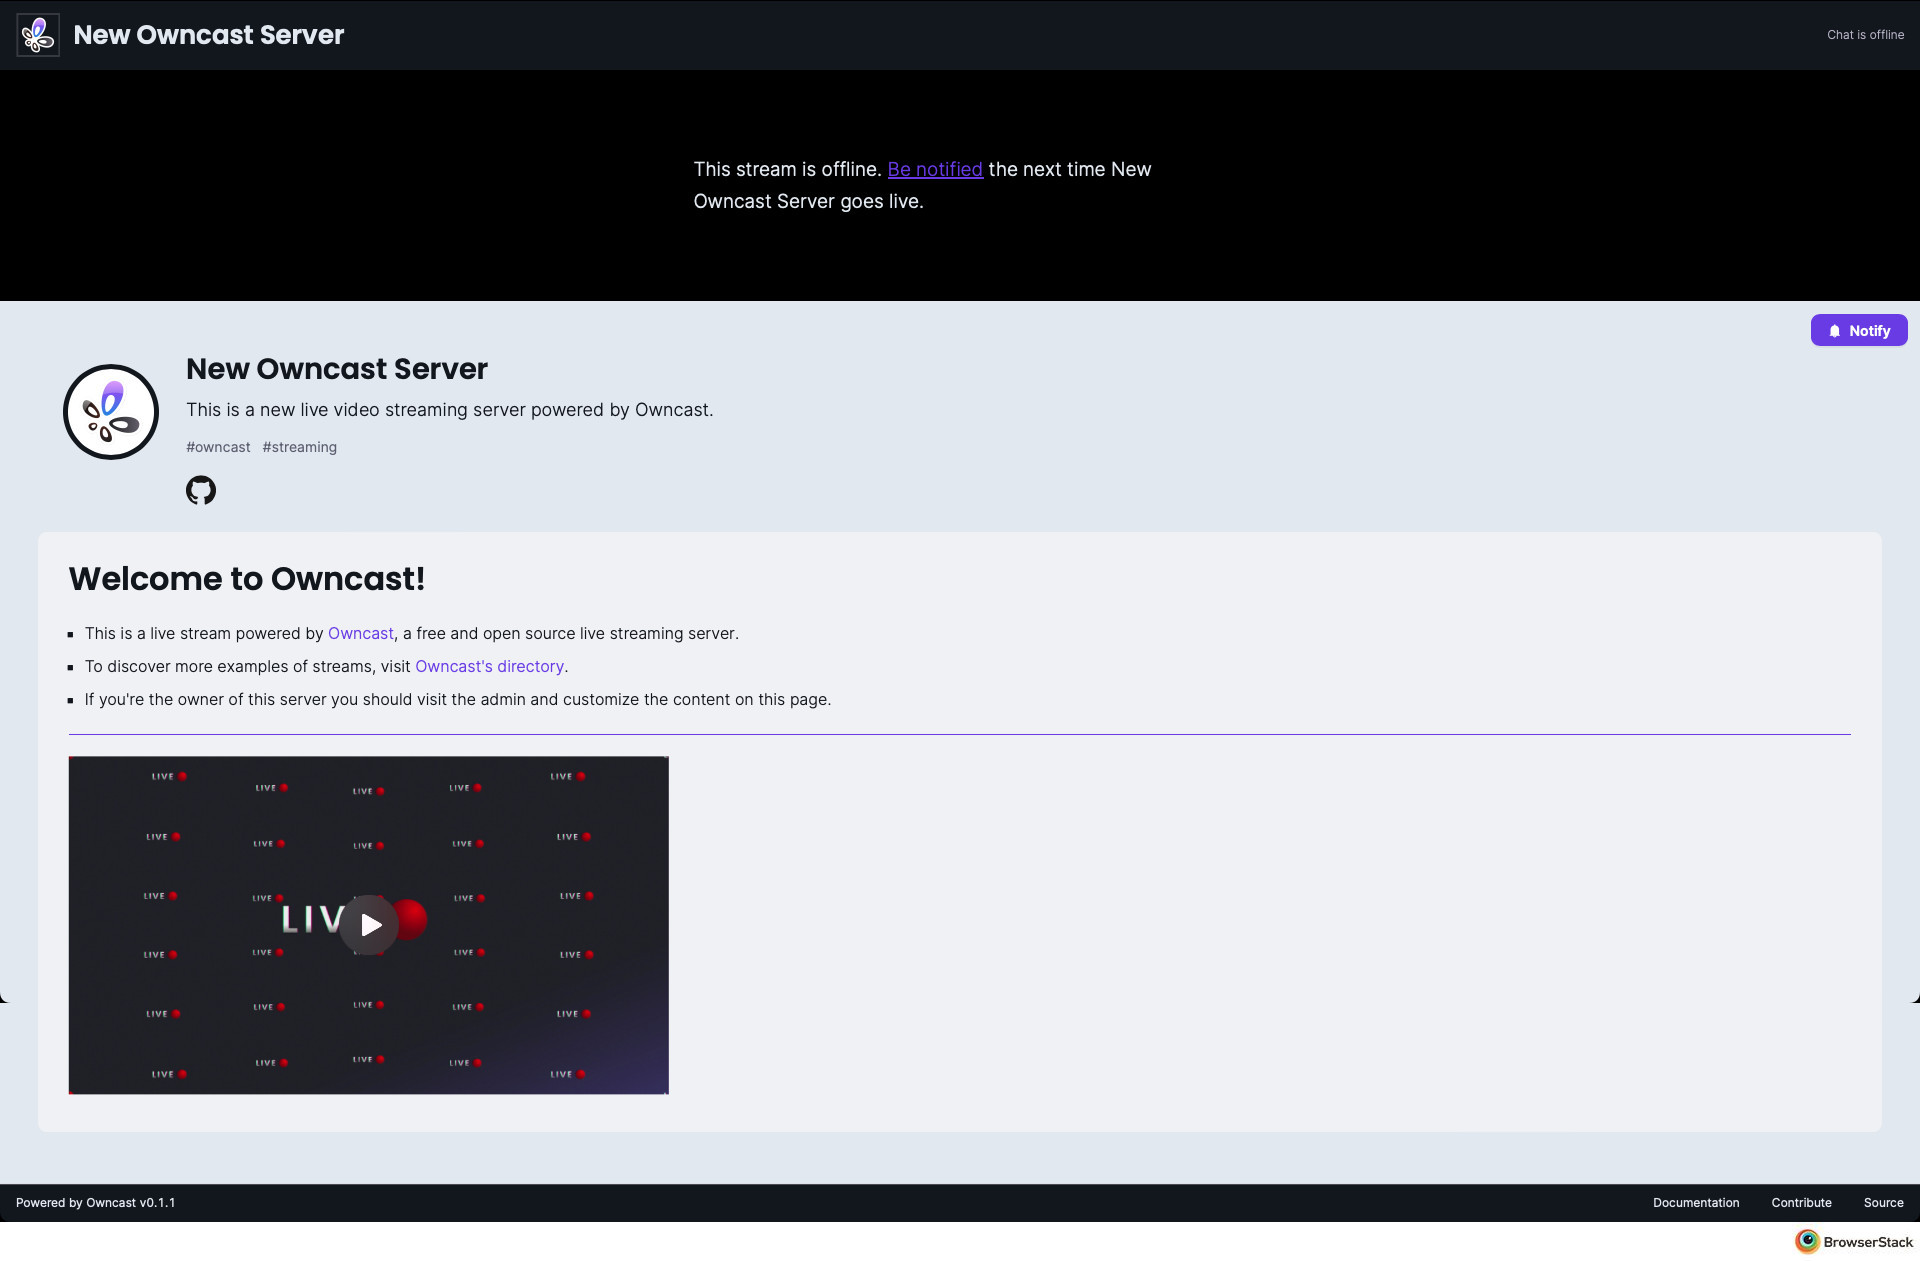 New Owncast Server
Chat is offline
This stream is offline. Be notified the next time New
Owncast Server goes live.
Notify
New Owncast Server
This is a new live video streaming server powered by Owncast.
#owncast #streaming
Welcome to Owncast!
This is a live stream powered by Owncast, a free and open source live streaming server.
To discover more examples of streams, visit Owncast's directory.
If you're the owner of this server you should visit the admin and customize the content on this page.
LIVE LIVE LIVE LIVE LIVE
LIVE LIVE LIVE LIVE LIVE
LIVE LIVE LIVE LIVE
LIV
LIVE LIVE LIVE LIVE
LIVE LIVE LIVE LIVE LIVE
LIVE LIVE LIVE LIVE LIVE
Powered by Owncast v0.1.1
Documentation Contribute Source
BrowserStack